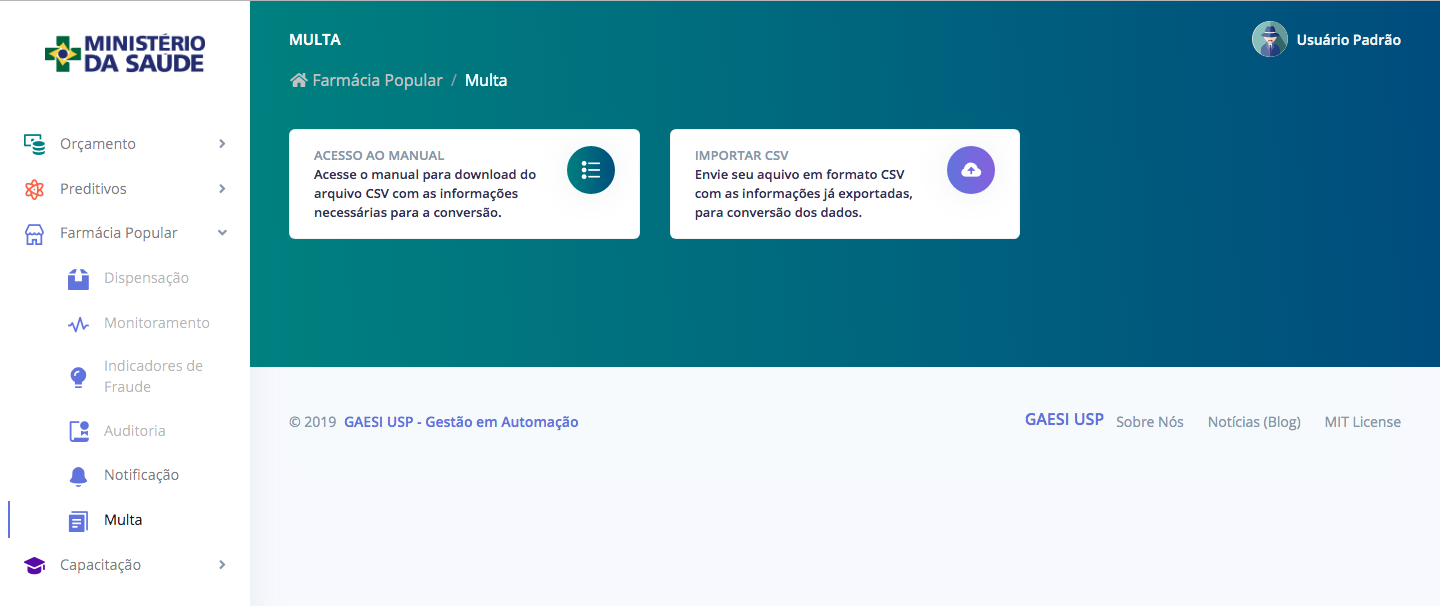 MINISTÉRIO
DA SAÚDE
Orçamento
Preditivos
Farmácia Popular
Dispensação
Monitoramento
Indicadores de
Fraude
Auditoria
Notificação
Multa
Capacitação
MULTA
Usuário Padrão
Farmácia Popular / Multa
ACESSO AO MANUAL
Acesse o manual para download do
arquivo CSV com as informações
necessárias para a conversão.
IMPORTAR CSV
Envie seu aquivo em formato CSV
com as informações já exportadas,
para conversão dos dados.
© 2019 GAESI USP - Gestão em Automação
GAESI USP Sobre Nós Notícias (Blog) MIT License